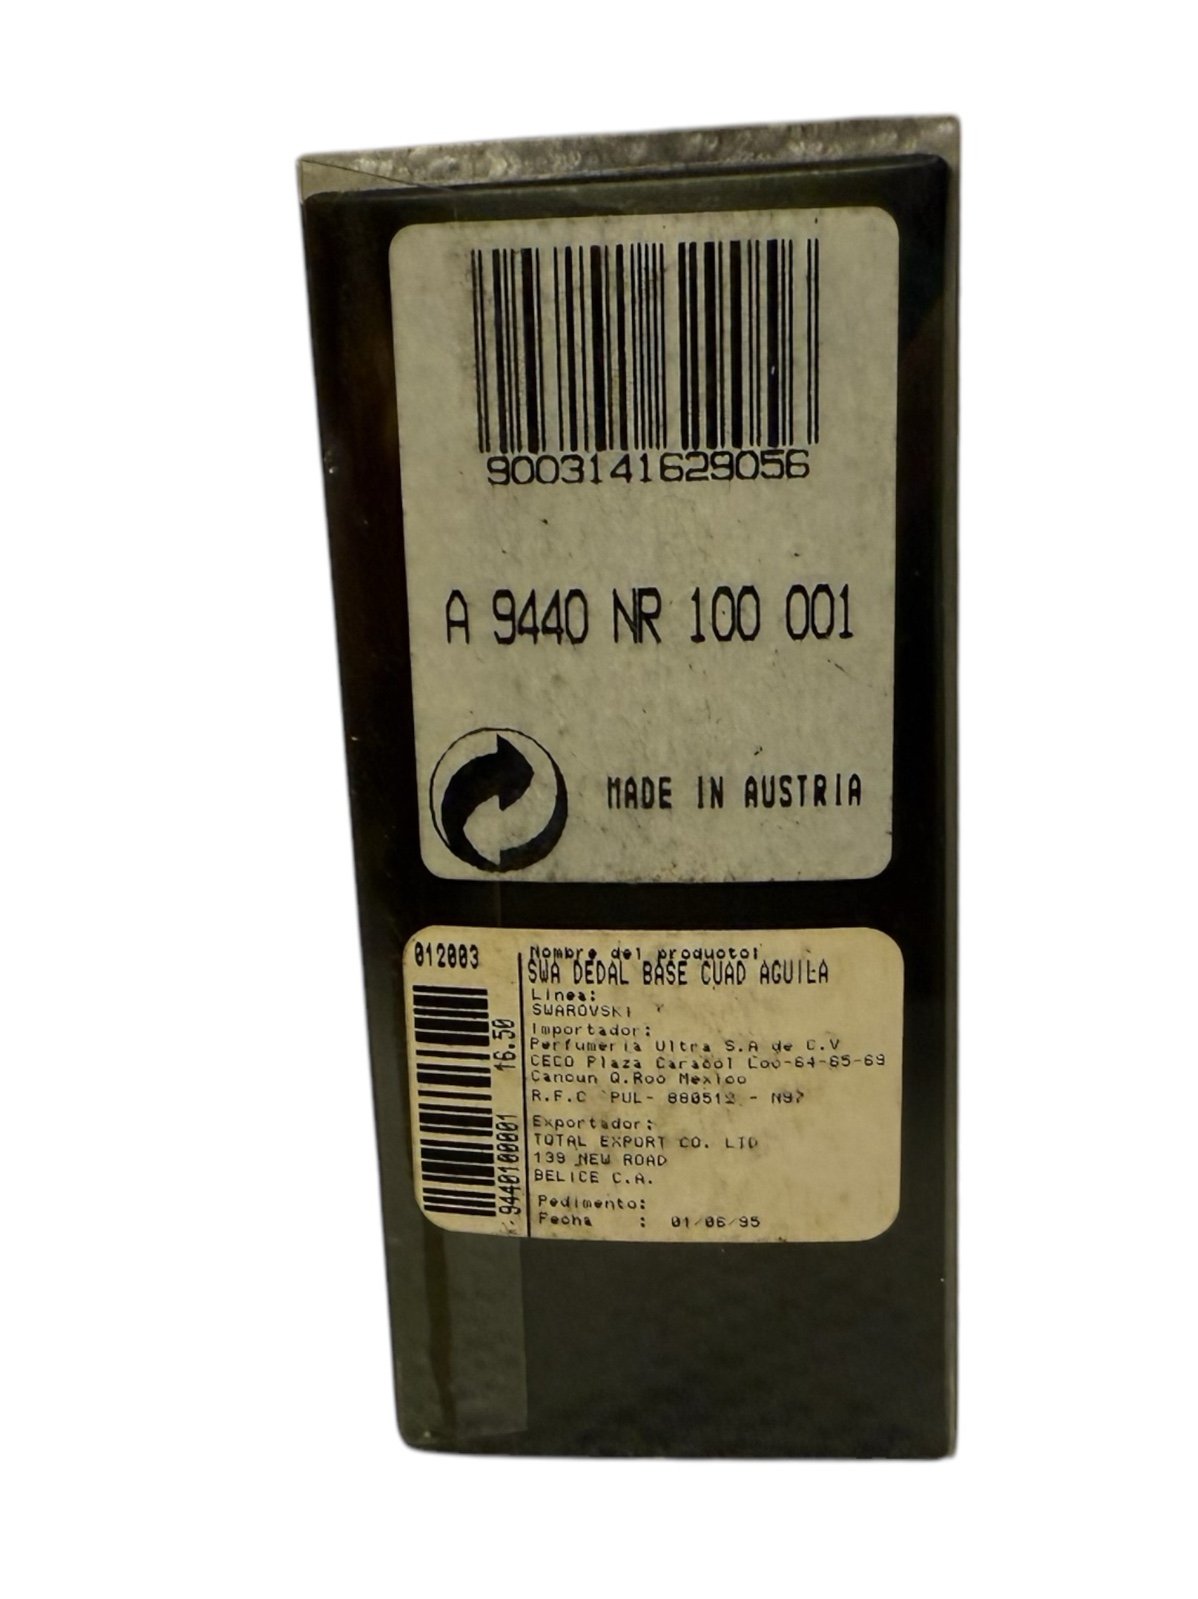 9003141629056
A 9440 NR 100 001
MADE IN AUSTRIA
012003
16.50
9440100001
Nombre del producto:
SWA DEDAL BASE CUAD AGUILA
Linea:
SWAROVSKI
Importador:
Perfumeria Ultra S.A de C.V
CECO Plaza Caracol Loc-64-65-69
Cancun Q.Roo Mexico
R.F.C PUL- 880512 -
Exportador:
TOTAL EXPORT CO. LTD
139 NEW ROAD
BELICE C.A.
Pedimento:
Fecha : 01/06/95